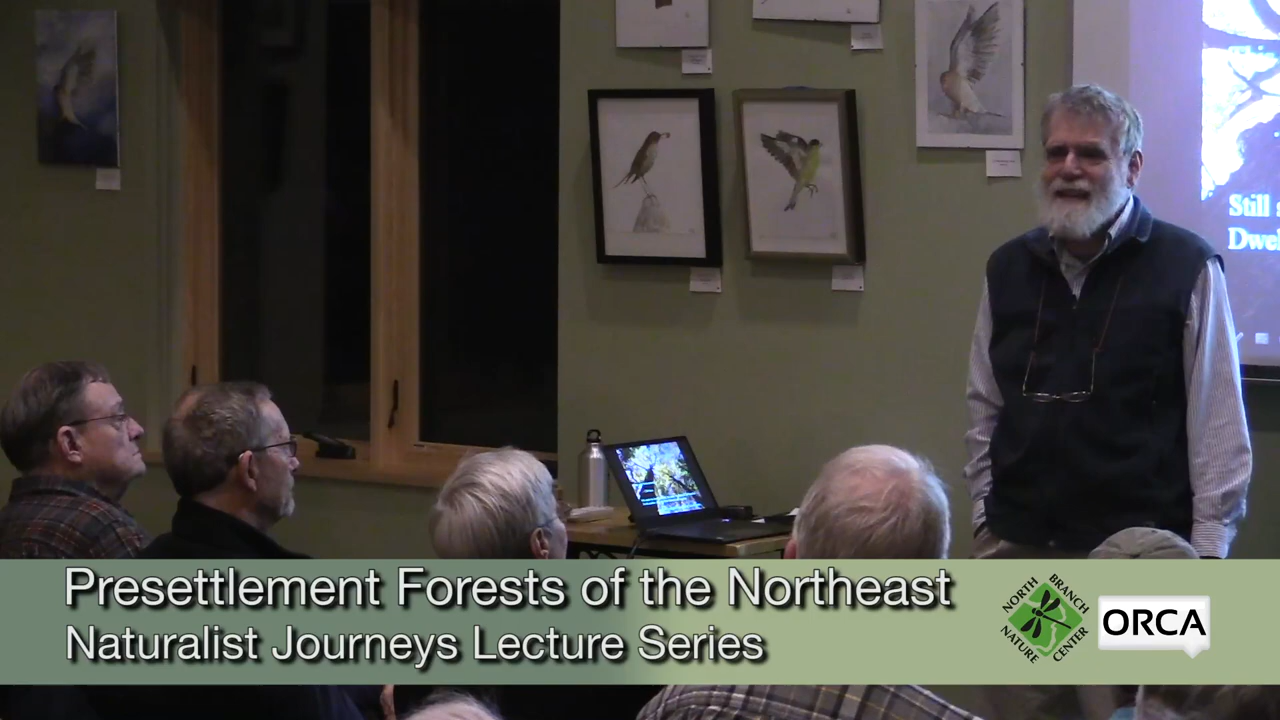 Still
Dwel
Presettlement Forests of the Northeast
Naturalist Journeys Lecture Series
NORTH BRANCH
NATURE CENTER
ORCA